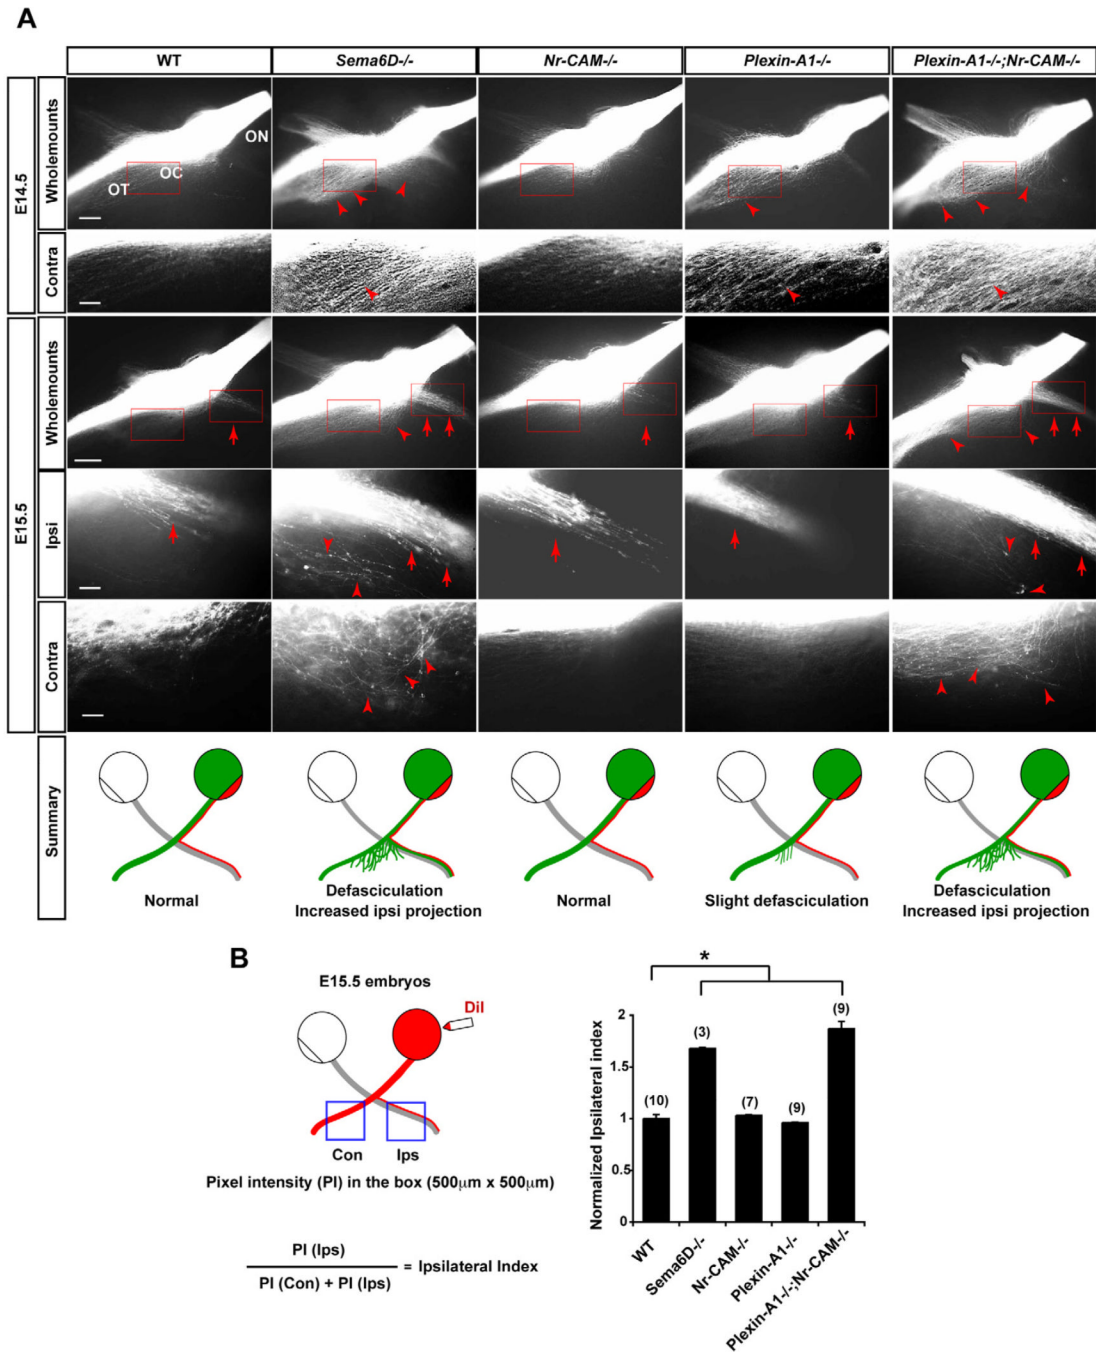 A
WT
Sema6D-/-
Nr-CAM-/-
Plexin-A1-/-
Plexin-A1-/-;Nr-CAM-/-
E14.5
Wholemounts
ON
OC
OT
Contra
E15.5
Wholemounts
Ipsi
Contra
Summary
Normal
Defasciculation
Increased ipsi projection
Normal
Slight defasciculation
Defasciculation
Increased ipsi projection
B
E15.5 embryos
DiI
Con
Ips
Pixel intensity (PI) in the box (500µm x 500µm)
PI (Ips)
PI (Con) + PI (Ips)
= Ipsilateral Index
*
Normalized Ipsilateral index
2
1.5
1
0.5
0
(10)
(3)
(7)
(9)
(9)
WT
Sema6D-/-
Nr-CAM-/-
Plexin-A1-/-
Plexin-A1-/-;Nr-CAM-/-